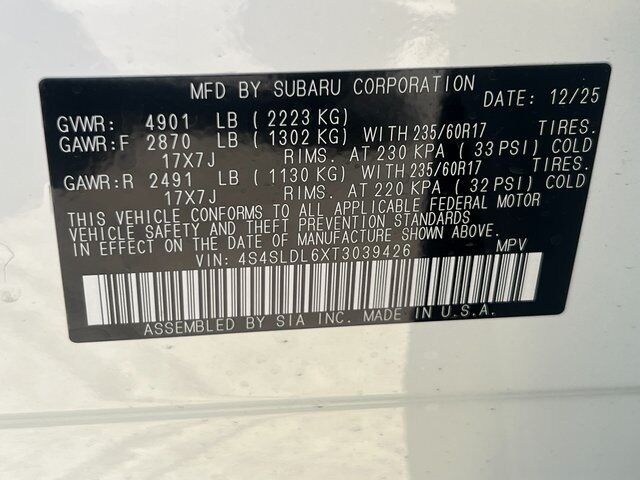 MFD BY SUBARU CORPORATION
DATE: 12/25
GVWR: 4901 LB (2223 KG)
GAWR:F 2870 LB (1302 KG) WITH 235/60R17 TIRES.
17X7J RIMS. AT 230 KPA (33 PSI) COLD
GAWR:R 2491 LB (1130 KG) WITH 235/60R17 TIRES.
17X7J RIMS. AT 220 KPA (32 PSI) COLD
THIS VEHICLE CONFORMS TO ALL APPLICABLE FEDERAL MOTOR
VEHICLE SAFETY AND THEFT PREVENTION STANDARDS
IN EFFECT ON THE DATE OF MANUFACTURE SHOWN ABOVE.
VIN: 4S4SLDL6XT3039426 MPV
ASSEMBLED BY SIA INC. MADE IN U.S.A.